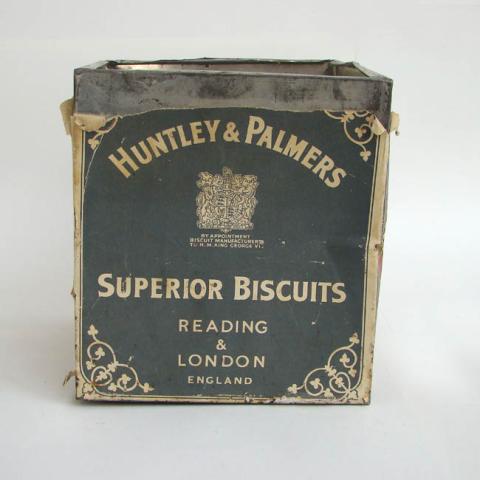 HUNTLEY & PALMERS
BY APPOINTMENT
BISCUIT MANUFACTURERS
TO H.M. KING GEORGE VI.
SUPERIOR BISCUITS
READING
&
LONDON
ENGLAND